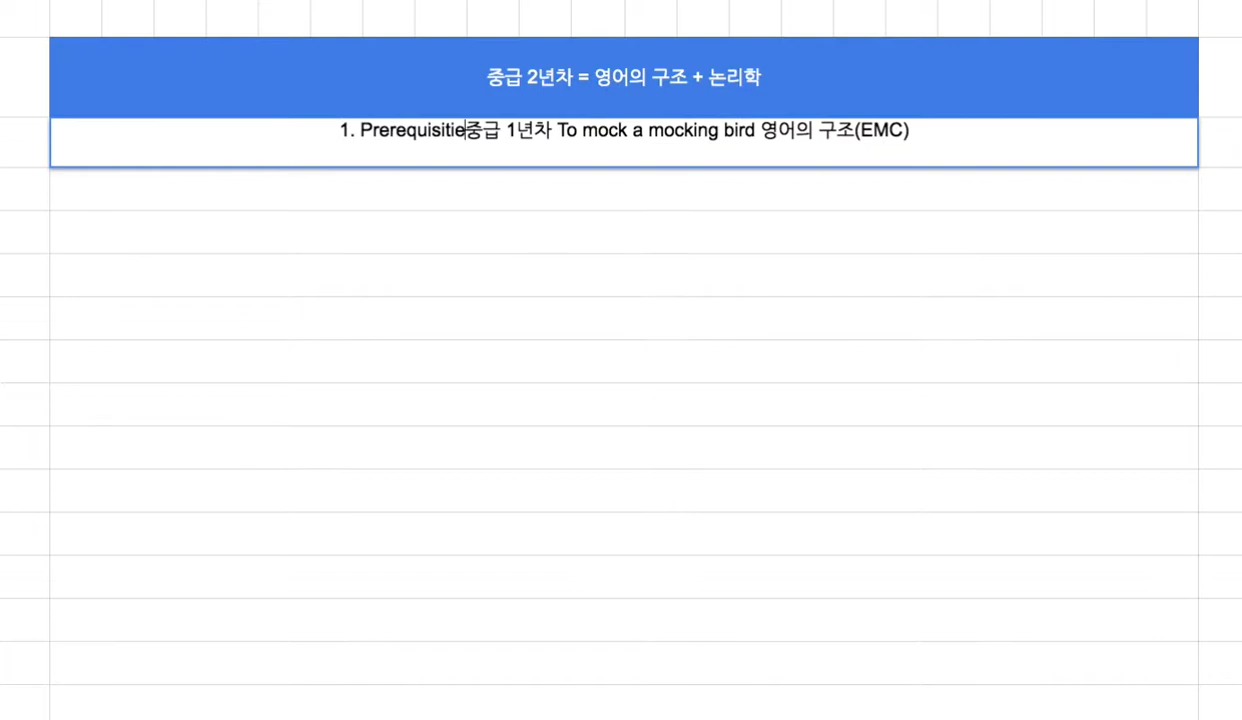 중급 2년차 = 영어의 구조 + 논리학
1. Prerequisitie중급 1년차 To mock a mocking bird 영어의 구조(EMC)